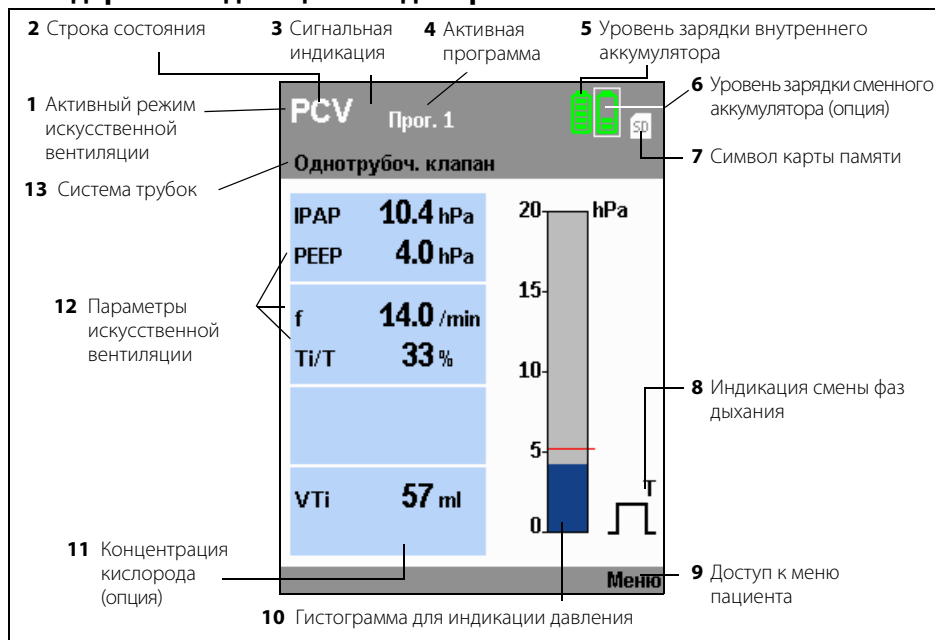 2 Строка состояния
3 Сигнальная
индикация
4 Активная
программа
5 Уровень зарядки внутреннего
аккумулятора
6 Уровень зарядки сменного
аккумулятора (опция)
1 Активный режим
искусственной
вентиляции
PCV
Прог. 1
SD
7 Символ карты памяти
13 Система трубок
Однотрубоч. клапан
IPAP 10.4 hPa
PEEP 4.0 hPa
20 hPa
15
12 Параметры
искусственной
вентиляции
f 14.0 /min
Ti/T 33 %
10
8 Индикация смены фаз
дыхания
5
T
VTi 57 ml
0
11 Концентрация
кислорода
(опция)
Меню
9 Доступ к меню
пациента
10 Гистограмма для индикации давления